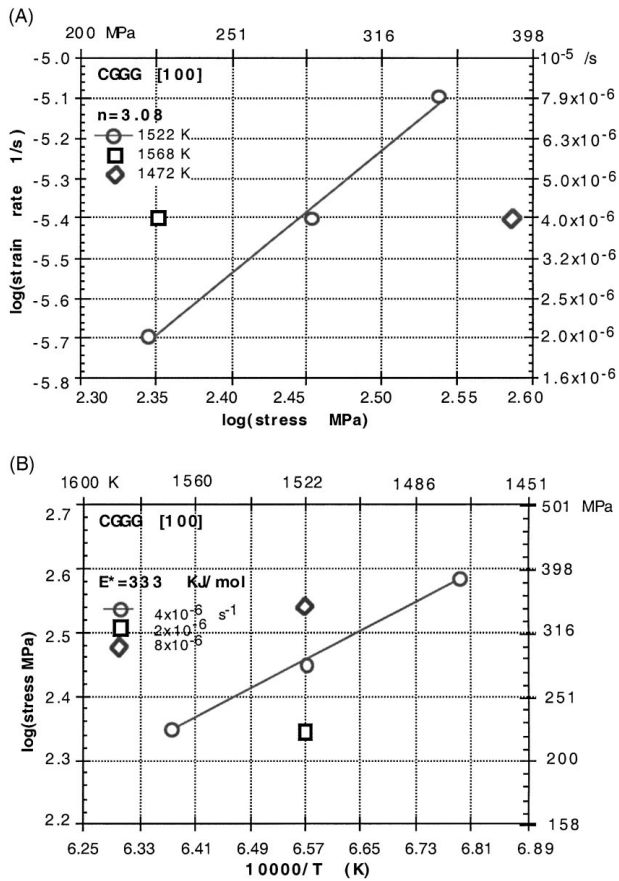 (A)
200 MPa 251 316 398
-5.0 10⁻⁵ /s
CGGG [100]
-5.1 7.9x10⁻⁶
n=3.08
-5.2 1522 K 6.3x10⁻⁶
1568 K
-5.3 1472 K 5.0x10⁻⁶
-5.4 4.0x10⁻⁶
-5.5 3.2x10⁻⁶
-5.6 2.5x10⁻⁶
-5.7 2.0x10⁻⁶
-5.8 1.6x10⁻⁶
log(strain rate 1/s)
2.30 2.35 2.40 2.45 2.50 2.55 2.60
log(stress MPa)
(B)
1600 K 1560 1522 1486 1451
2.7 501 MPa
CGGG [100]
2.6 398
E*=333 KJ/mol
4x10⁻⁶ s⁻¹
2.5 2x10⁻⁶ 316
8x10⁻⁶
2.4 251
2.3 200
2.2 158
log(stress MPa)
6.25 6.33 6.41 6.49 6.57 6.65 6.73 6.81 6.89
10000/T (K)